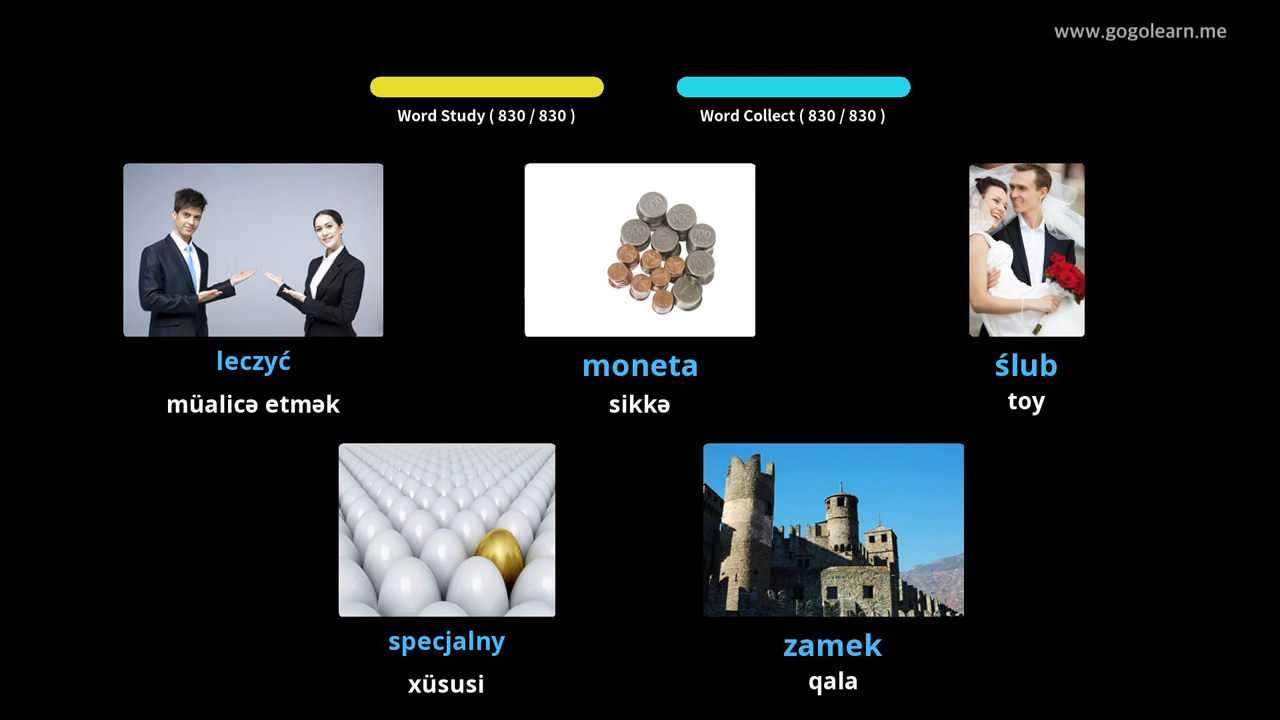 www.gogolearn.me
Word Study ( 830 / 830 )
Word Collect ( 830 / 830 )
leczyć
müalicə etmək
moneta
sikkə
ślub
toy
specjalny
xüsusi
zamek
qala